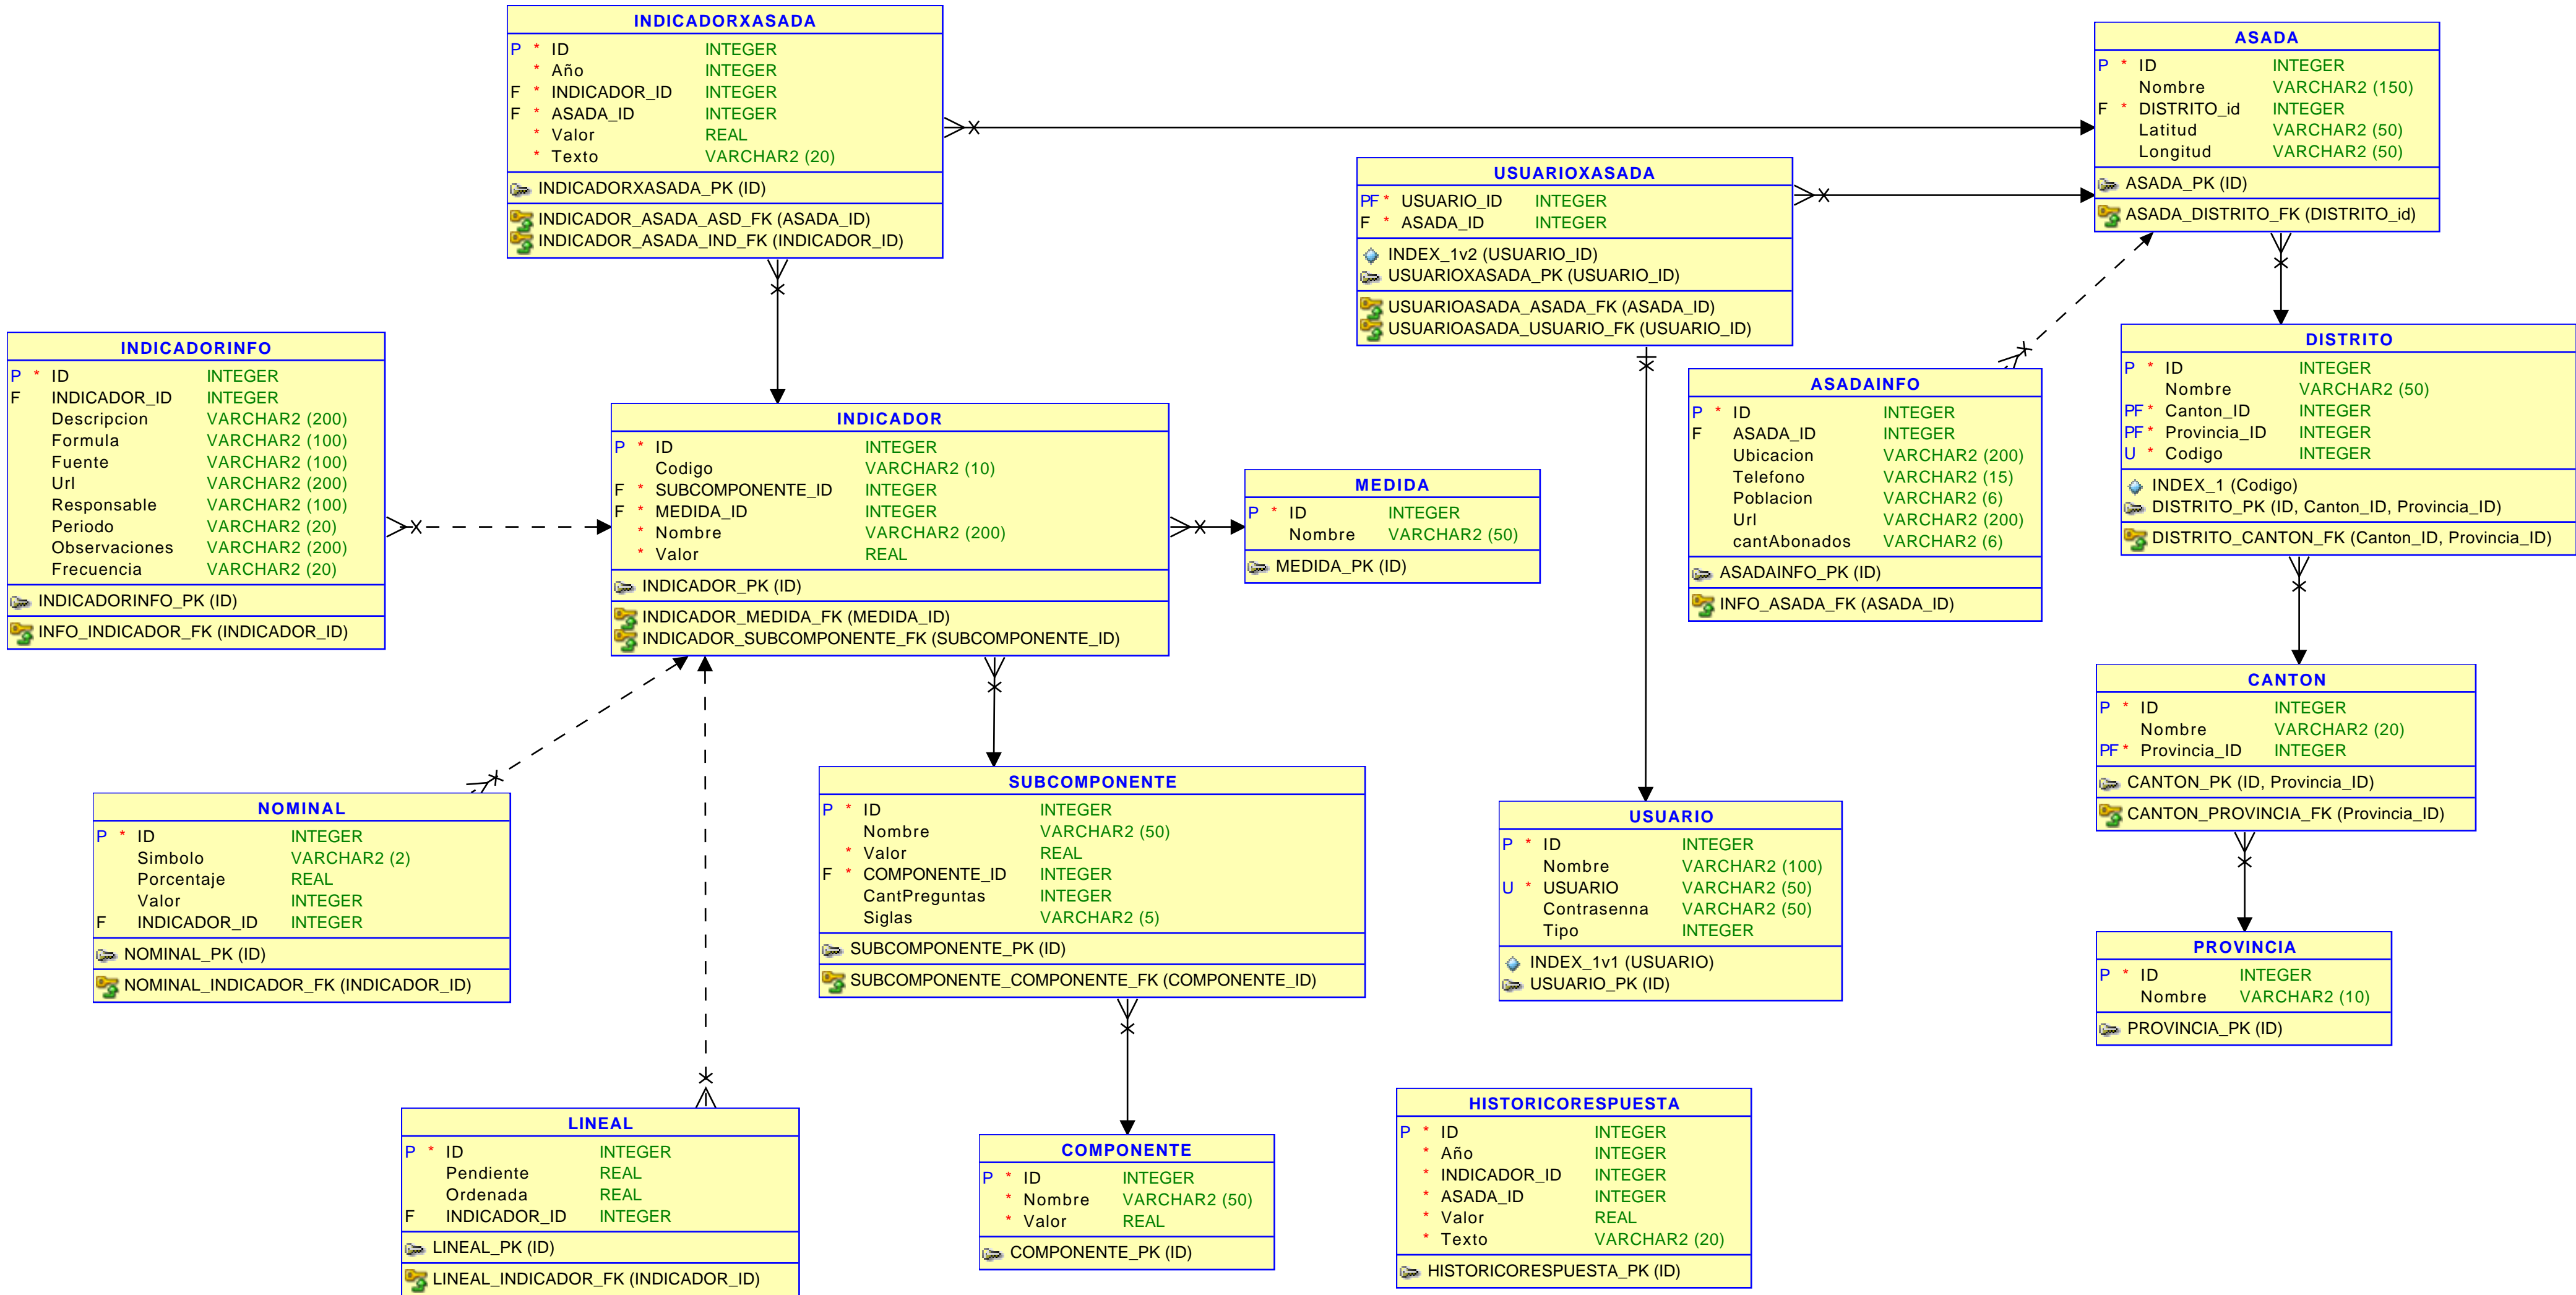 INDICADORXASADA
P * ID INTEGER
* Año INTEGER
F * INDICADOR_ID INTEGER
F * ASADA_ID INTEGER
* Valor REAL
* Texto VARCHAR2 (20)
INDICADORXASADA_PK (ID)
INDICADOR_ASADA_ASD_FK (ASADA_ID)
INDICADOR_ASADA_IND_FK (INDICADOR_ID)
ASADA
P * ID INTEGER
Nombre VARCHAR2 (150)
F * DISTRITO_id INTEGER
Latitud VARCHAR2 (50)
Longitud VARCHAR2 (50)
ASADA_PK (ID)
ASADA_DISTRITO_FK (DISTRITO_id)
USUARIOXASADA
PF * USUARIO_ID INTEGER
F * ASADA_ID INTEGER
INDEX_1v2 (USUARIO_ID)
USUARIOXASADA_PK (USUARIO_ID)
USUARIOASADA_ASADA_FK (ASADA_ID)
USUARIOASADA_USUARIO_FK (USUARIO_ID)
INDICADORINFO
P * ID INTEGER
F INDICADOR_ID INTEGER
Descripcion VARCHAR2 (200)
Formula VARCHAR2 (100)
Fuente VARCHAR2 (100)
Url VARCHAR2 (200)
Responsable VARCHAR2 (100)
Periodo VARCHAR2 (20)
Observaciones VARCHAR2 (200)
Frecuencia VARCHAR2 (20)
INDICADORINFO_PK (ID)
INFO_INDICADOR_FK (INDICADOR_ID)
INDICADOR
P * ID INTEGER
Codigo VARCHAR2 (10)
F * SUBCOMPONENTE_ID INTEGER
F * MEDIDA_ID INTEGER
* Nombre VARCHAR2 (200)
* Valor REAL
INDICADOR_PK (ID)
INDICADOR_MEDIDA_FK (MEDIDA_ID)
INDICADOR_SUBCOMPONENTE_FK (SUBCOMPONENTE_ID)
MEDIDA
P * ID INTEGER
Nombre VARCHAR2 (50)
MEDIDA_PK (ID)
ASADAINFO
P * ID INTEGER
F ASADA_ID INTEGER
Ubicacion VARCHAR2 (200)
Telefono VARCHAR2 (15)
Poblacion VARCHAR2 (6)
Url VARCHAR2 (200)
cantAbonados VARCHAR2 (6)
ASADAINFO_PK (ID)
INFO_ASADA_FK (ASADA_ID)
DISTRITO
P * ID INTEGER
Nombre VARCHAR2 (50)
PF * Canton_ID INTEGER
PF * Provincia_ID INTEGER
U * Codigo INTEGER
INDEX_1 (Codigo)
DISTRITO_PK (ID, Canton_ID, Provincia_ID)
DISTRITO_CANTON_FK (Canton_ID, Provincia_ID)
CANTON
P * ID INTEGER
Nombre VARCHAR2 (20)
PF * Provincia_ID INTEGER
CANTON_PK (ID, Provincia_ID)
CANTON_PROVINCIA_FK (Provincia_ID)
NOMINAL
P * ID INTEGER
Simbolo VARCHAR2 (2)
Porcentaje REAL
Valor INTEGER
F INDICADOR_ID INTEGER
NOMINAL_PK (ID)
NOMINAL_INDICADOR_FK (INDICADOR_ID)
SUBCOMPONENTE
P * ID INTEGER
Nombre VARCHAR2 (50)
* Valor REAL
F * COMPONENTE_ID INTEGER
CantPreguntas INTEGER
Siglas VARCHAR2 (5)
SUBCOMPONENTE_PK (ID)
SUBCOMPONENTE_COMPONENTE_FK (COMPONENTE_ID)
USUARIO
P * ID INTEGER
Nombre VARCHAR2 (100)
U * USUARIO VARCHAR2 (50)
Contrasenna VARCHAR2 (50)
Tipo INTEGER
INDEX_1v1 (USUARIO)
USUARIO_PK (ID)
PROVINCIA
P * ID INTEGER
Nombre VARCHAR2 (10)
PROVINCIA_PK (ID)
LINEAL
P * ID INTEGER
Pendiente REAL
Ordenada REAL
F INDICADOR_ID INTEGER
LINEAL_PK (ID)
LINEAL_INDICADOR_FK (INDICADOR_ID)
COMPONENTE
P * ID INTEGER
* Nombre VARCHAR2 (50)
* Valor REAL
COMPONENTE_PK (ID)
HISTORICORESPUESTA
P * ID INTEGER
* Año INTEGER
* INDICADOR_ID INTEGER
* ASADA_ID INTEGER
* Valor REAL
* Texto VARCHAR2 (20)
HISTORICORESPUESTA_PK (ID)